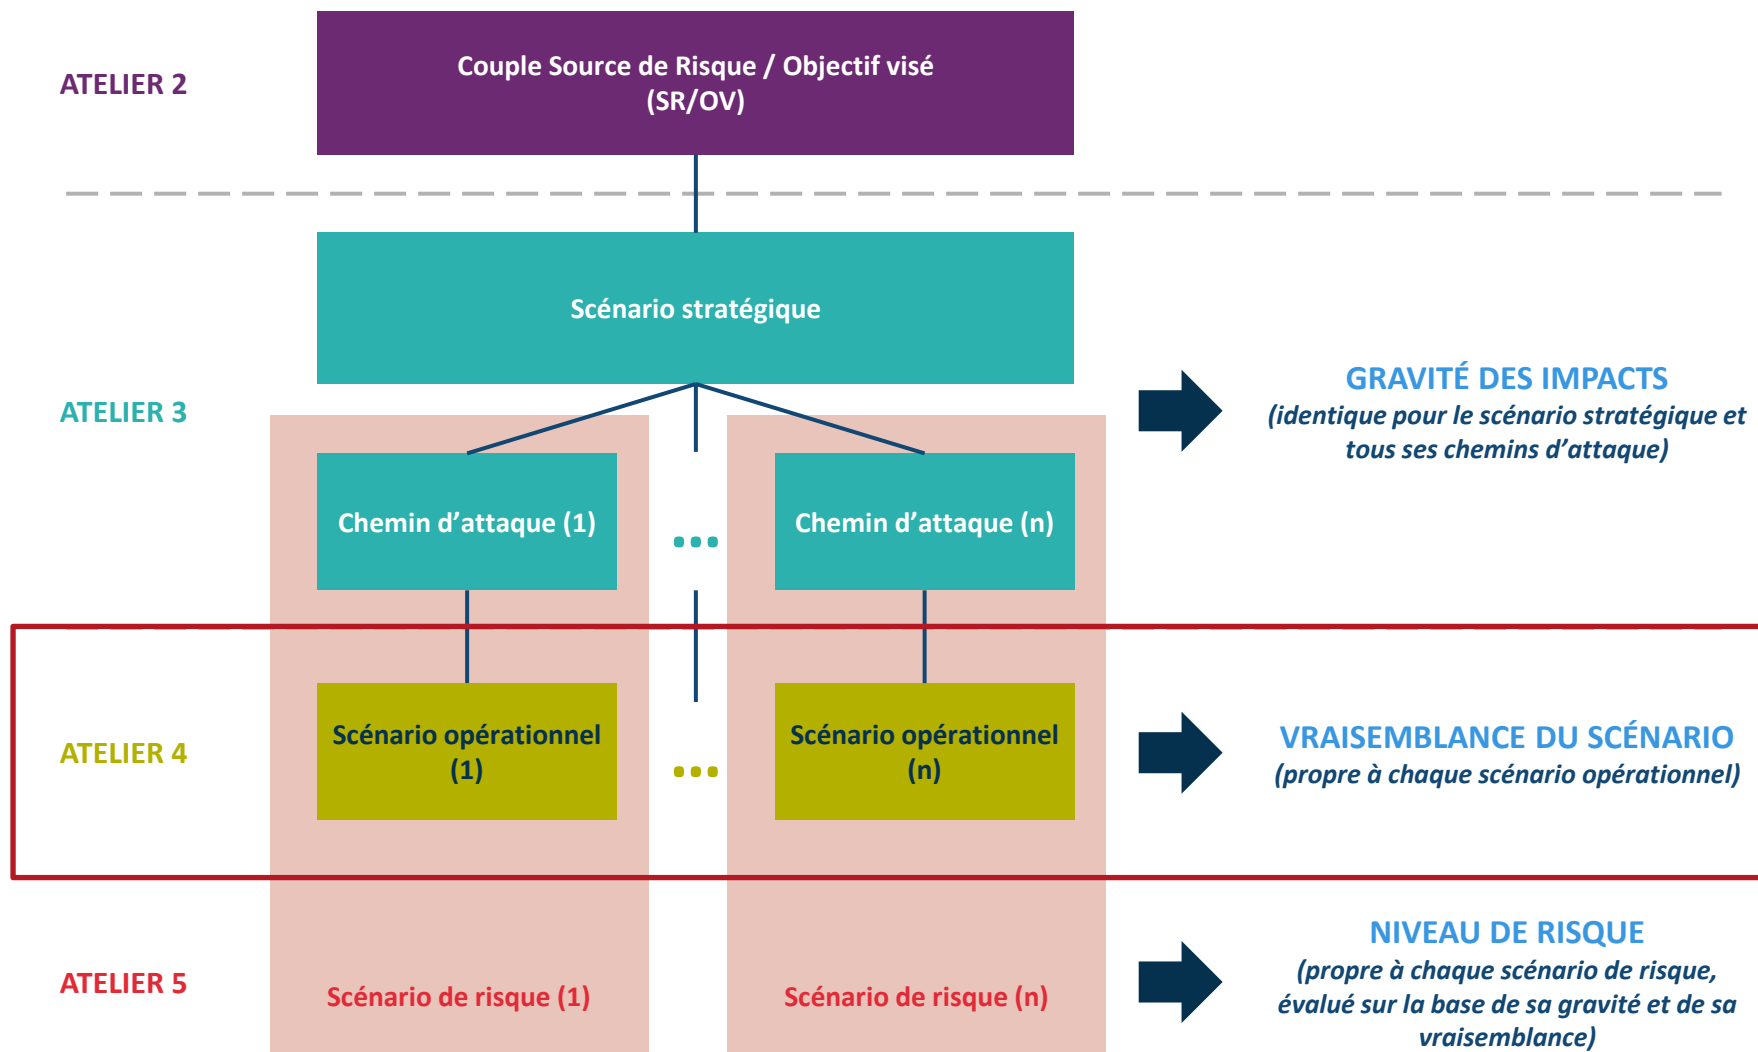 ATELIER 2
Couple Source de Risque / Objectif visé
(SR/OV)
Scénario stratégique
ATELIER 3
GRAVITÉ DES IMPACTS
(identique pour le scénario stratégique et
tous ses chemins d’attaque)
Chemin d’attaque (1)
...
Chemin d’attaque (n)
ATELIER 4
Scénario opérationnel
(1)
...
Scénario opérationnel
(n)
VRAISEMBLANCE DU SCÉNARIO
(propre à chaque scénario opérationnel)
ATELIER 5
Scénario de risque (1)
Scénario de risque (n)
NIVEAU DE RISQUE
(propre à chaque scénario de risque,
évalué sur la base de sa gravité et de sa
vraisemblance)